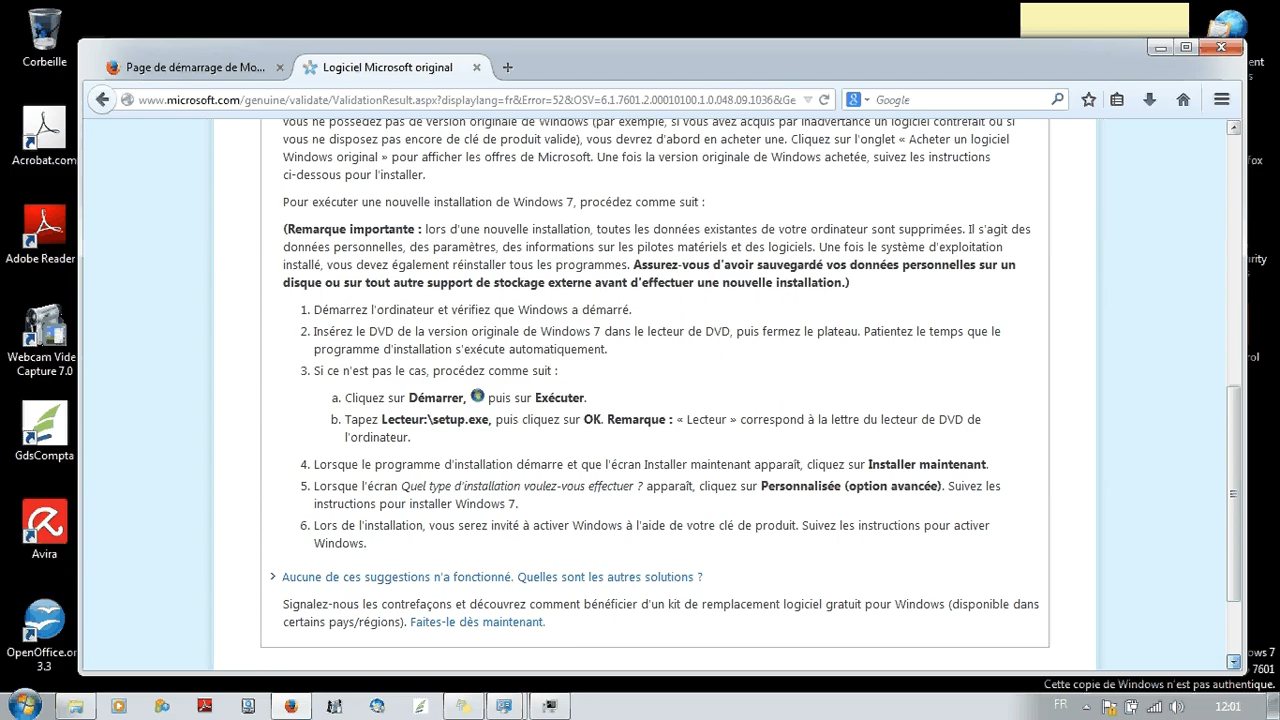 Corbeille
Acrobat.com
Adobe Reader
Webcam Vide
Capture 7.0
GdsCompta
Avira
OpenOffice.or
3.3
Page de démarrage de Mo...
Logiciel Microsoft original
www.microsoft.com/genuine/validate/ValidationResult.aspx?displaylang=fr&Error=52&OSV=6.1.7601.2.00010100.1.0.048.09.1036&Ge
Google
vous ne possédez pas de version originale de Windows (par exemple, si vous avez acquis par inadvertance un logiciel contrefait ou si
vous ne disposez pas encore de clé de produit valide), vous devrez d'abord en acheter une. Cliquez sur l'onglet « Acheter un logiciel
Windows original » pour afficher les offres de Microsoft. Une fois la version originale de Windows achetée, suivez les instructions
ci-dessous pour l'installer.
Pour exécuter une nouvelle installation de Windows 7, procédez comme suit :
(Remarque importante : lors d'une nouvelle installation, toutes les données existantes de votre ordinateur sont supprimées. Il s'agit des
données personnelles, des paramètres, des informations sur les pilotes matériels et des logiciels. Une fois le système d'exploitation
installé, vous devez également réinstaller tous les programmes. Assurez-vous d'avoir sauvegardé vos données personnelles sur un
disque ou sur tout autre support de stockage externe avant d'effectuer une nouvelle installation.)
1. Démarrez l'ordinateur et vérifiez que Windows a démarré.
2. Insérez le DVD de la version originale de Windows 7 dans le lecteur de DVD, puis fermez le plateau. Patientez le temps que le
programme d'installation s'exécute automatiquement.
3. Si ce n'est pas le cas, procédez comme suit :
a. Cliquez sur Démarrer, puis sur Exécuter.
b. Tapez Lecteur:\setup.exe, puis cliquez sur OK. Remarque : « Lecteur » correspond à la lettre du lecteur de DVD de
l'ordinateur.
4. Lorsque le programme d'installation démarre et que l'écran Installer maintenant apparaît, cliquez sur Installer maintenant.
5. Lorsque l'écran Quel type d'installation voulez-vous effectuer ? apparaît, cliquez sur Personnalisée (option avancée). Suivez les
instructions pour installer Windows 7.
6. Lors de l'installation, vous serez invité à activer Windows à l'aide de votre clé de produit. Suivez les instructions pour activer
Windows.
Aucune de ces suggestions n'a fonctionné. Quelles sont les autres solutions ?
Signalez-nous les contrefaçons et découvrez comment bénéficier d'un kit de remplacement logiciel gratuit pour Windows (disponible dans
certains pays/régions). Faites-le dès maintenant.
ent
fox
urity
rol
ows 7
7601
Cette copie de Windows n'est pas authentique.
FR
12:01